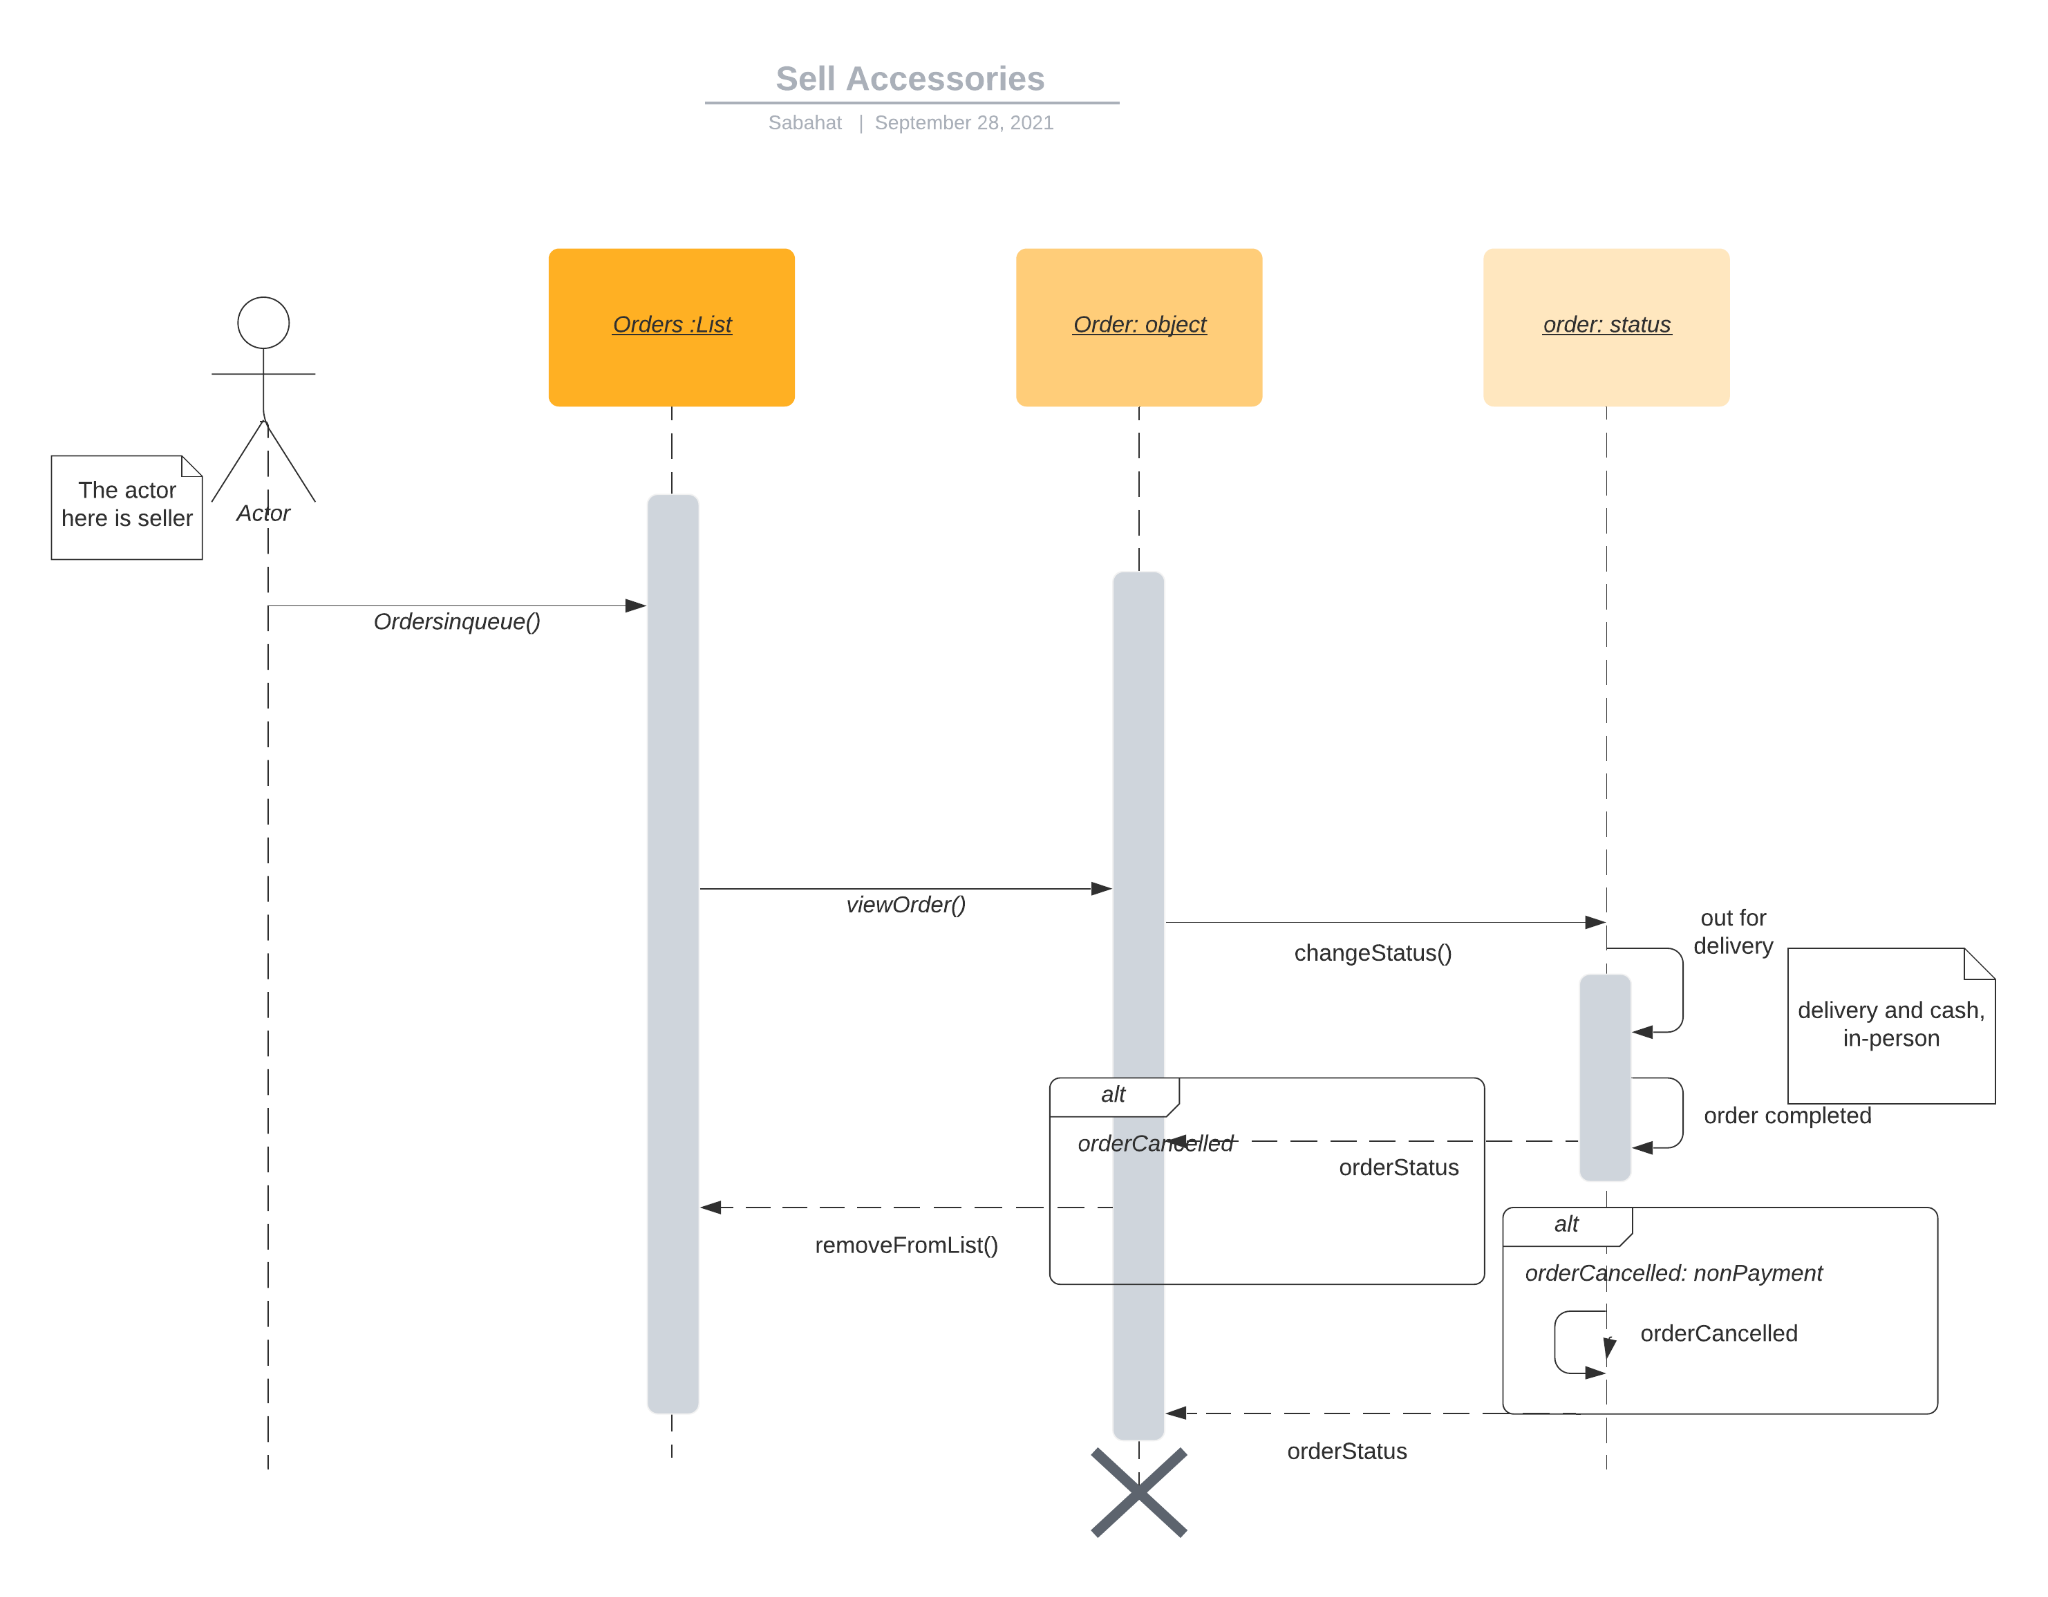 Sell Accessories
Sabahat | September 28, 2021
Orders :List
Order: object
order: status
The actor
here is seller
Actor
Ordersinqueue()
viewOrder()
changeStatus()
out for
delivery
delivery and cash,
in-person
alt
orderCancelled
order completed
orderStatus
removeFromList()
alt
orderCancelled: nonPayment
orderCancelled
orderStatus